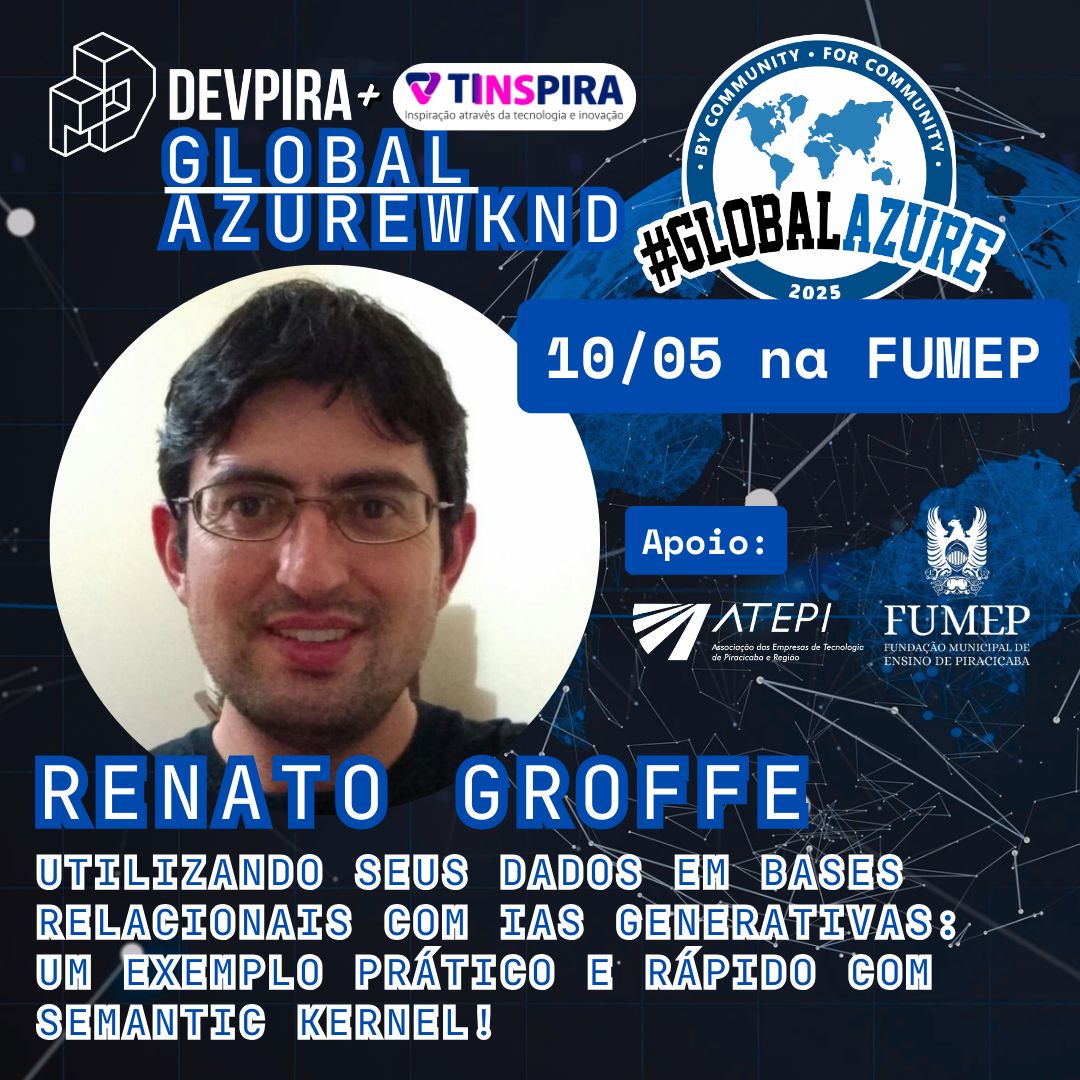 DEVPIRA +
TINSPIRA
Inspiração através da tecnologia e inovação
GLOBAL
AZUREWKND
• BY COMMUNITY • FOR COMMUNITY •
#GLOBALAZURE
2025
10/05 na FUMEP
Apoio:
ATEPI
Associação das Empresas de Tecnologia
de Piracicaba e Região
FUMEP
FUNDAÇÃO MUNICIPAL DE
ENSINO DE PIRACICABA
RENATO GROFFE
UTILIZANDO SEUS DADOS EM BASES
RELACIONAIS COM IAS GENERATIVAS:
UM EXEMPLO PRÁTICO E RÁPIDO COM
SEMANTIC KERNEL!